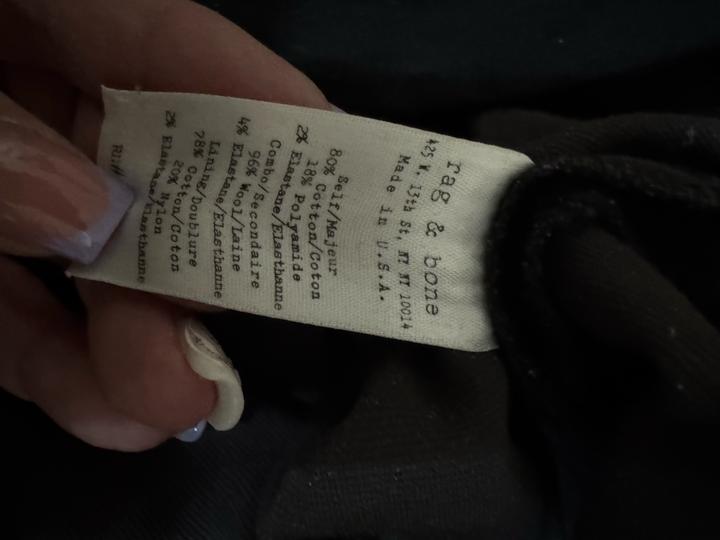 rag & bone
425 W. 13th St, NY NY 10014
Made in U.S.A.
Self/Majeur
80% Cotton/Coton
18% Polyamide
2% Elastane/Elasthanne
Combo/Secondaire
96% Wool/Laine
4% Elastane/Elasthanne
Lining/Doublure
78% Cotton/Coton
20% Nylon
2% Elastane/Elasthanne